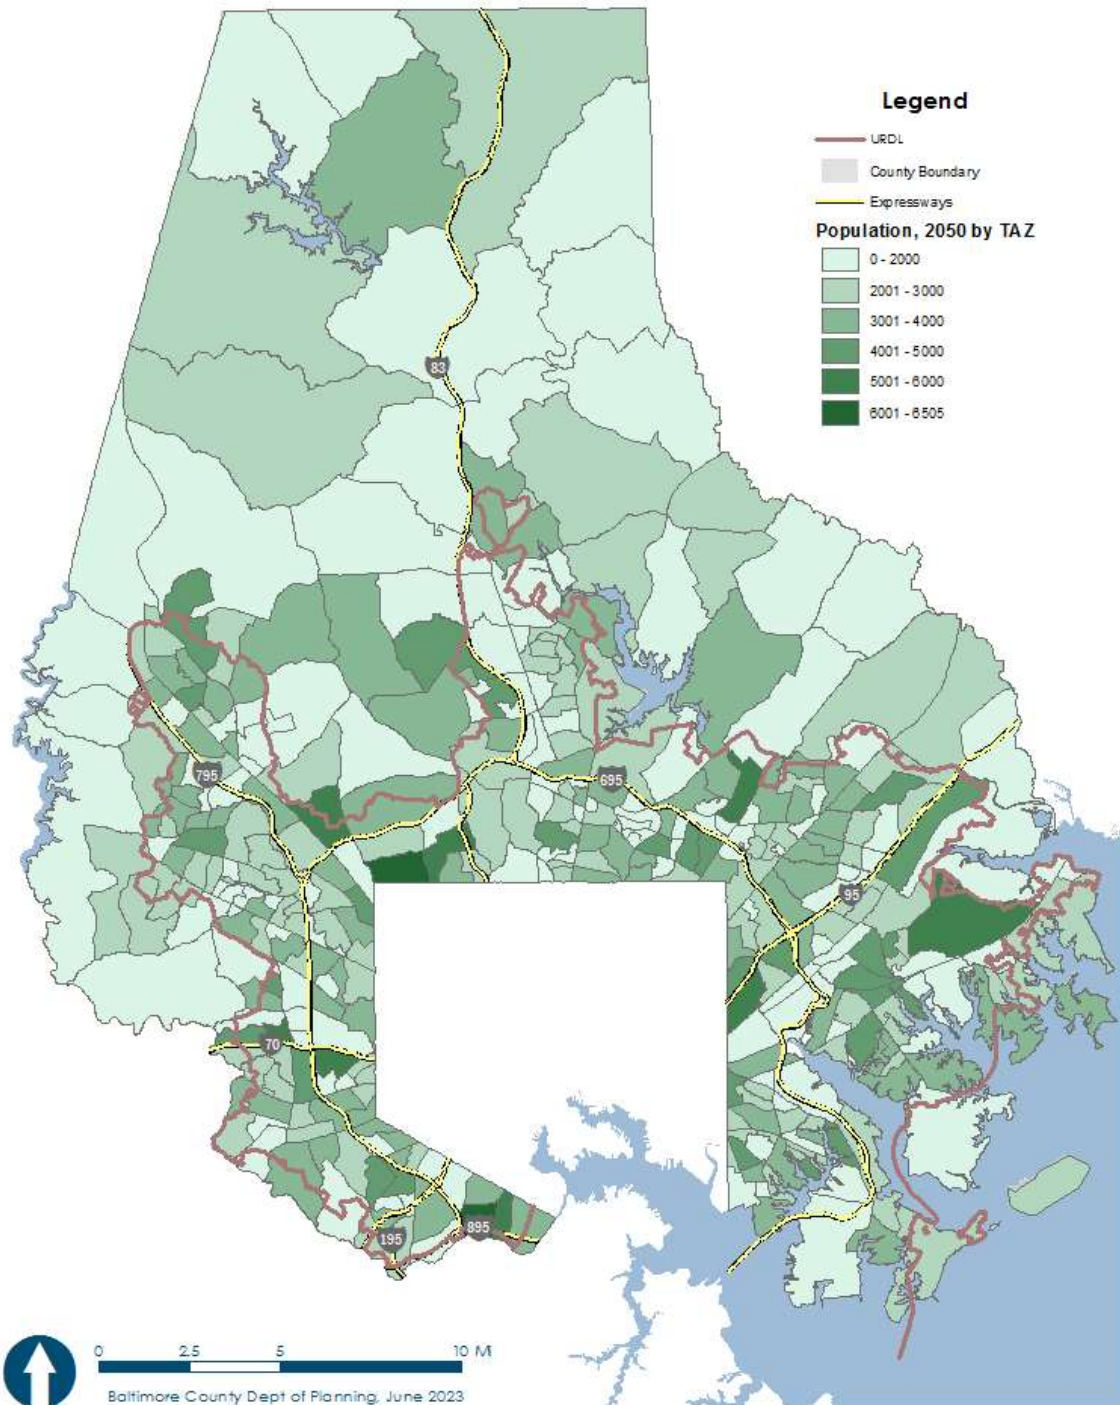 Legend
URDL
County Boundary
Expressways
Population, 2050 by TAZ
0 - 2000
2001 - 3000
3001 - 4000
4001 - 5000
5001 - 6000
6001 - 6505
83
795
695
95
70
195
895
0 2.5 5 10 Mi
Baltimore County Dept of Planning, June 2023